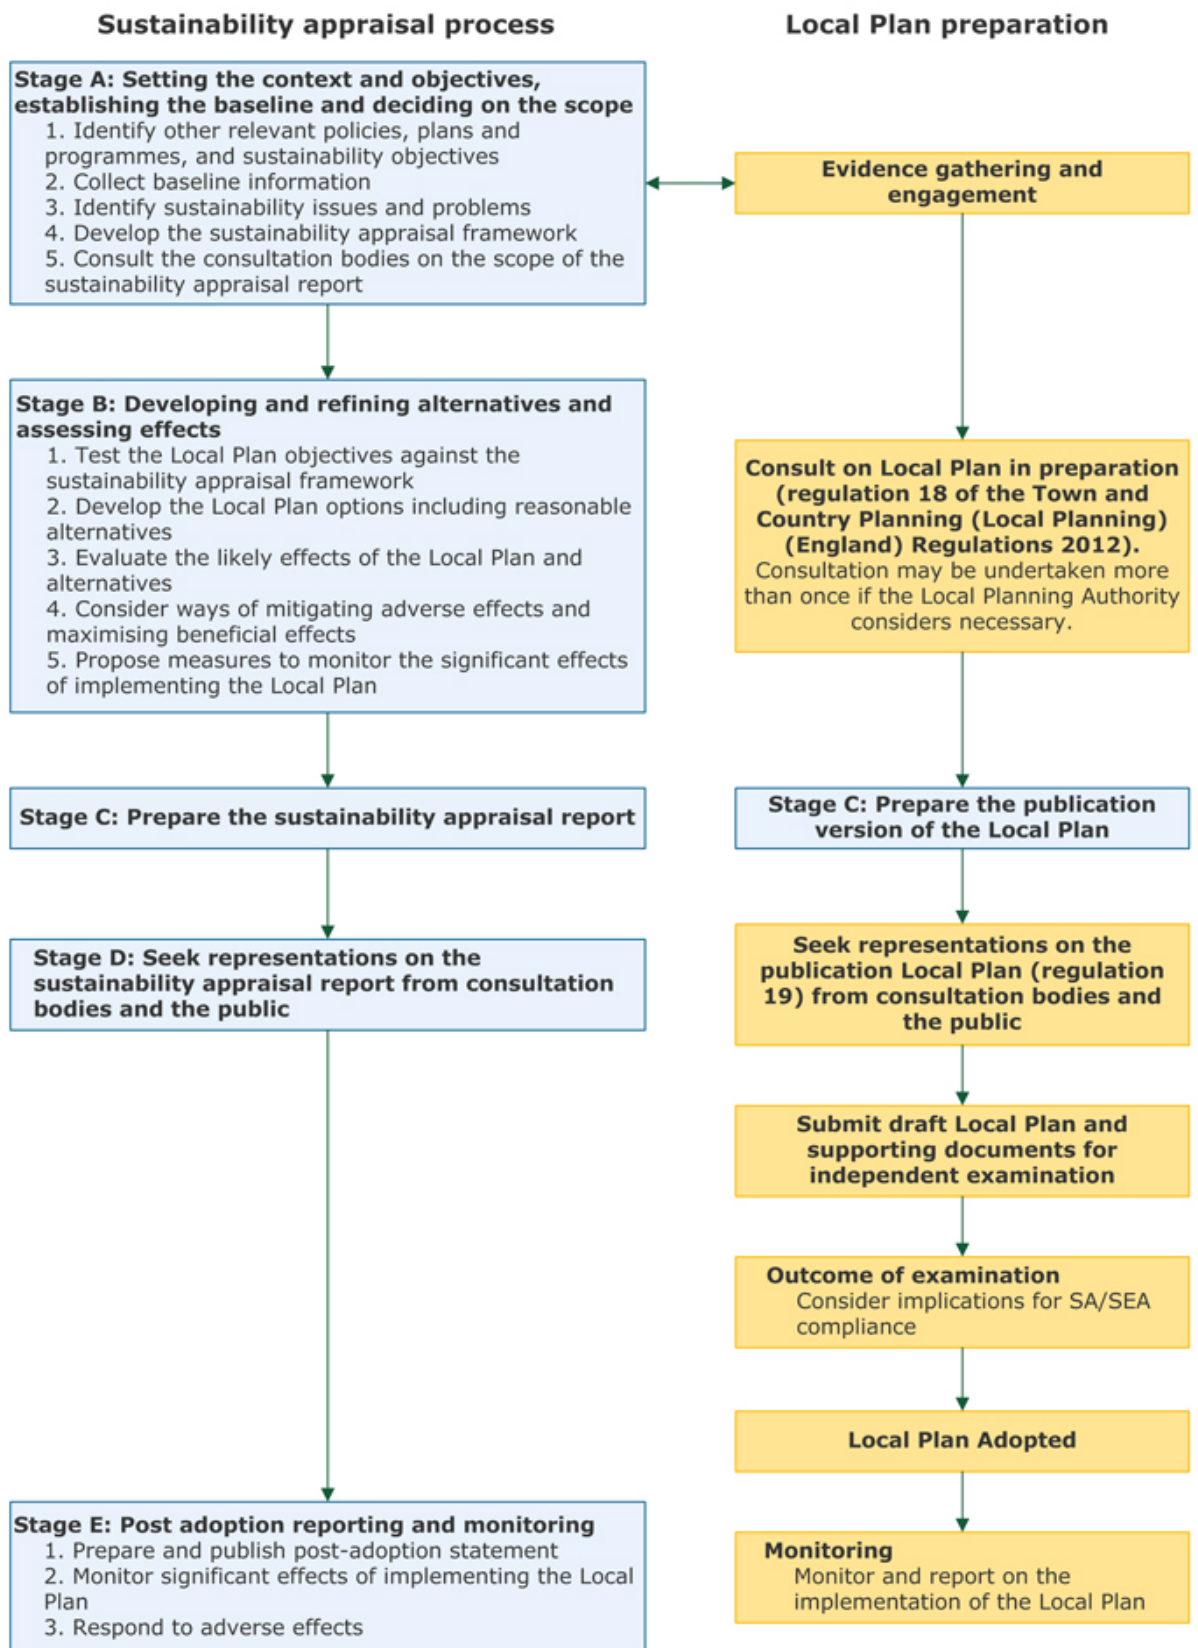 Sustainability appraisal process
Local Plan preparation
Stage A: Setting the context and objectives,
establishing the baseline and deciding on the scope
1. Identify other relevant policies, plans and
programmes, and sustainability objectives
2. Collect baseline information
3. Identify sustainability issues and problems
4. Develop the sustainability appraisal framework
5. Consult the consultation bodies on the scope of the
sustainability appraisal report
Evidence gathering and
engagement
Stage B: Developing and refining alternatives and
assessing effects
1. Test the Local Plan objectives against the
sustainability appraisal framework
2. Develop the Local Plan options including reasonable
alternatives
3. Evaluate the likely effects of the Local Plan and
alternatives
4. Consider ways of mitigating adverse effects and
maximising beneficial effects
5. Propose measures to monitor the significant effects
of implementing the Local Plan
Consult on Local Plan in preparation
(regulation 18 of the Town and
Country Planning (Local Planning)
(England) Regulations 2012).
Consultation may be undertaken more
than once if the Local Planning Authority
considers necessary.
Stage C: Prepare the sustainability appraisal report
Stage C: Prepare the publication
version of the Local Plan
Stage D: Seek representations on the
sustainability appraisal report from consultation
bodies and the public
Seek representations on the
publication Local Plan (regulation
19) from consultation bodies and
the public
Submit draft Local Plan and
supporting documents for
independent examination
Outcome of examination
Consider implications for SA/SEA
compliance
Local Plan Adopted
Stage E: Post adoption reporting and monitoring
1. Prepare and publish post-adoption statement
2. Monitor significant effects of implementing the Local
Plan
3. Respond to adverse effects
Monitoring
Monitor and report on the
implementation of the Local Plan